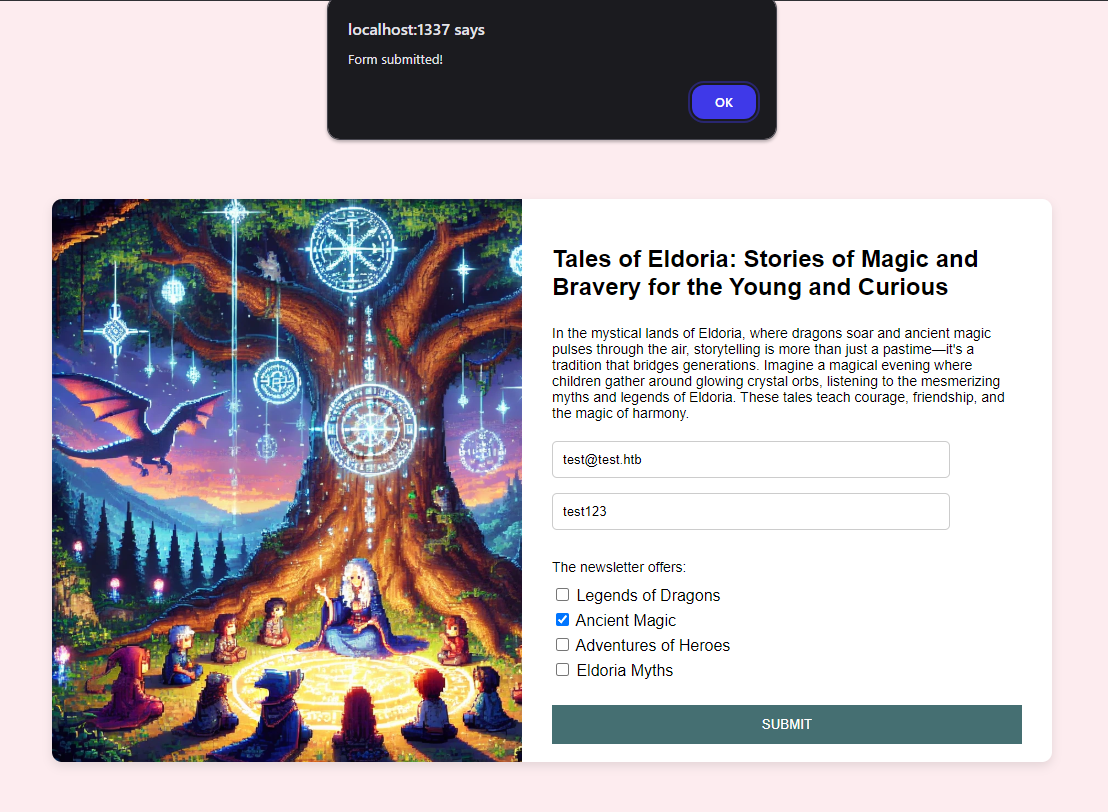 localhost:1337 says
Form submitted!
OK
Tales of Eldoria: Stories of Magic and
Bravery for the Young and Curious
In the mystical lands of Eldoria, where dragons soar and ancient magic
pulses through the air, storytelling is more than just a pastime—it's a
tradition that bridges generations. Imagine a magical evening where
children gather around glowing crystal orbs, listening to the mesmerizing
myths and legends of Eldoria. These tales teach courage, friendship, and
the magic of harmony.
test@test.htb
test123
The newsletter offers:
Legends of Dragons
Ancient Magic
Adventures of Heroes
Eldoria Myths
SUBMIT